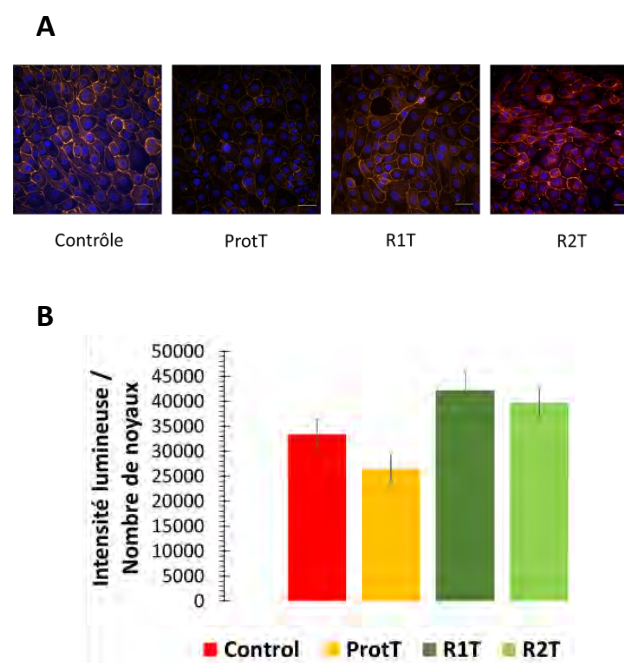 A
Contrôle ProtT R1T R2T
B
Intensité lumineuse /
Nombre de noyaux
50000
45000
40000
35000
30000
25000
20000
15000
10000
5000
0
Control ProtT R1T R2T